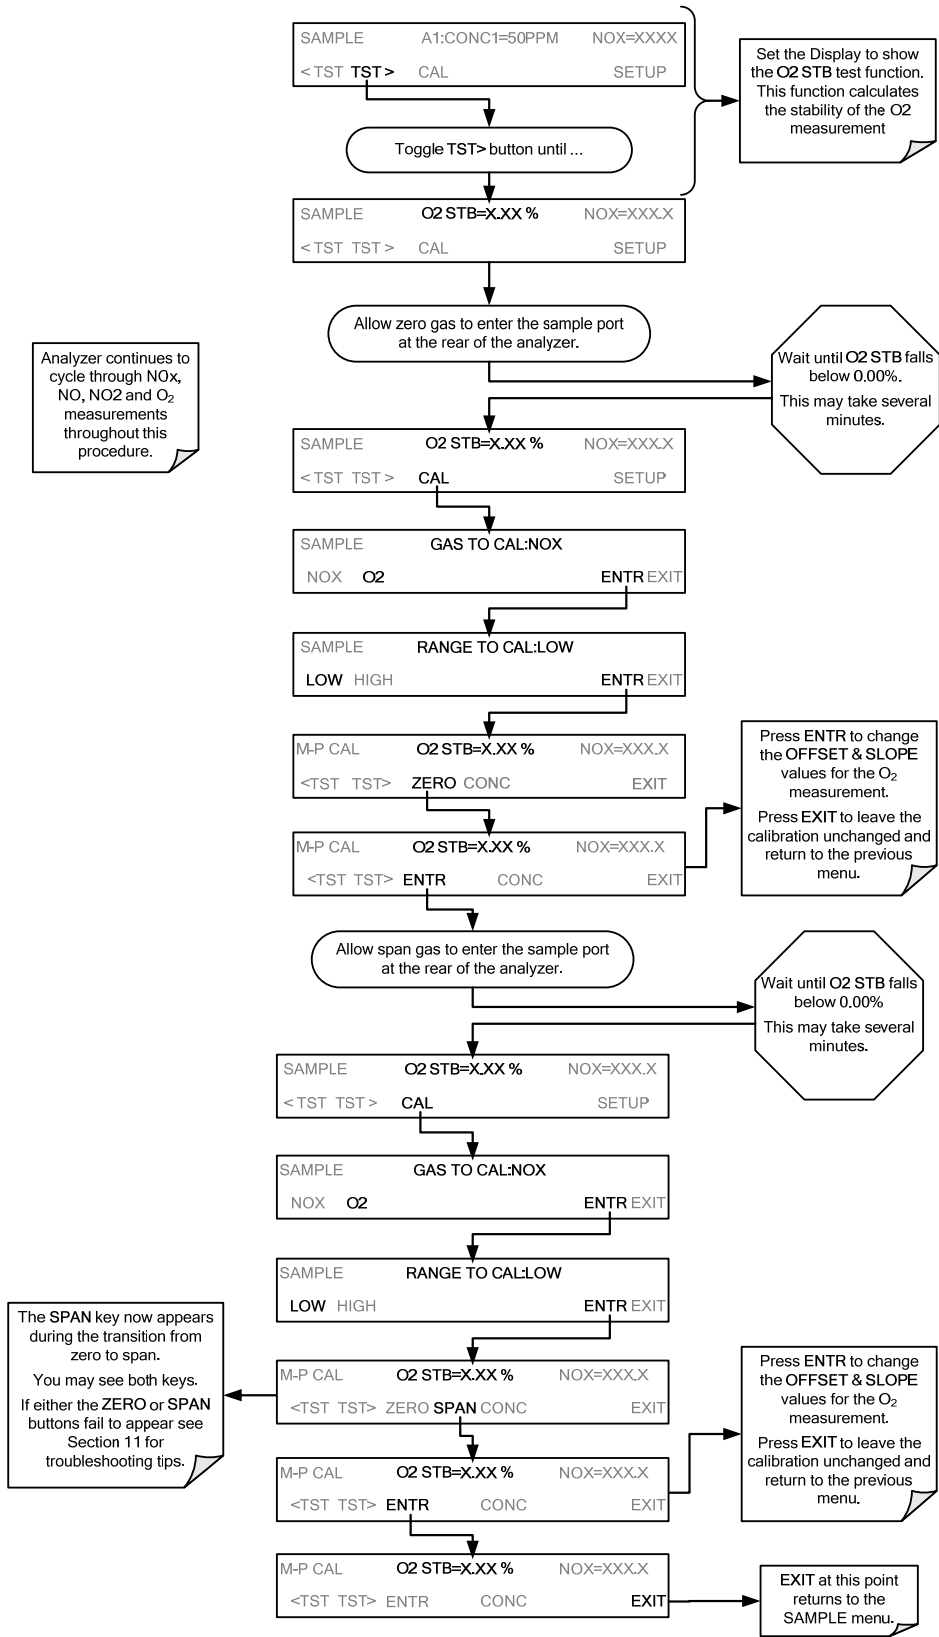 SAMPLE A1:CONC1=50PPM NOX=XXXX
< TST TST > CAL SETUP
Set the Display to show
the O2 STB test function.
This function calculates
the stability of the O2
measurement
Toggle TST> button until ...
SAMPLE O2 STB=X.XX % NOX=XXX.X
< TST TST > CAL SETUP
Allow zero gas to enter the sample port
at the rear of the analyzer.
Wait until O2 STB falls
below 0.00%.
This may take several
minutes.
Analyzer continues to
cycle through NOx,
NO, NO2 and O2
measurements
throughout this
procedure.
SAMPLE O2 STB=X.XX % NOX=XXX.X
< TST TST > CAL SETUP
SAMPLE GAS TO CAL:NOX
NOX O2 ENTR EXIT
SAMPLE RANGE TO CAL:LOW
LOW HIGH ENTR EXIT
M-P CAL O2 STB=X.XX % NOX=XXX.X
<TST TST> ZERO CONC EXIT
M-P CAL O2 STB=X.XX % NOX=XXX.X
<TST TST> ENTR CONC EXIT
Press ENTR to change
the OFFSET & SLOPE
values for the O2
measurement.
Press EXIT to leave the
calibration unchanged and
return to the previous
menu.
Allow span gas to enter the sample port
at the rear of the analyzer.
Wait until O2 STB falls
below 0.00%
This may take several
minutes.
SAMPLE O2 STB=X.XX % NOX=XXX.X
< TST TST > CAL SETUP
SAMPLE GAS TO CAL:NOX
NOX O2 ENTR EXIT
SAMPLE RANGE TO CAL:LOW
LOW HIGH ENTR EXIT
The SPAN key now appears
during the transition from
zero to span.
You may see both keys.
If either the ZERO or SPAN
buttons fail to appear see
Section 11 for
troubleshooting tips.
M-P CAL O2 STB=X.XX % NOX=XXX.X
<TST TST> ZERO SPAN CONC EXIT
M-P CAL O2 STB=X.XX % NOX=XXX.X
<TST TST> ENTR CONC EXIT
Press ENTR to change
the OFFSET & SLOPE
values for the O2
measurement.
Press EXIT to leave the
calibration unchanged and
return to the previous
menu.
M-P CAL O2 STB=X.XX % NOX=XXX.X
<TST TST> ENTR CONC EXIT
EXIT at this point
returns to the
SAMPLE menu.